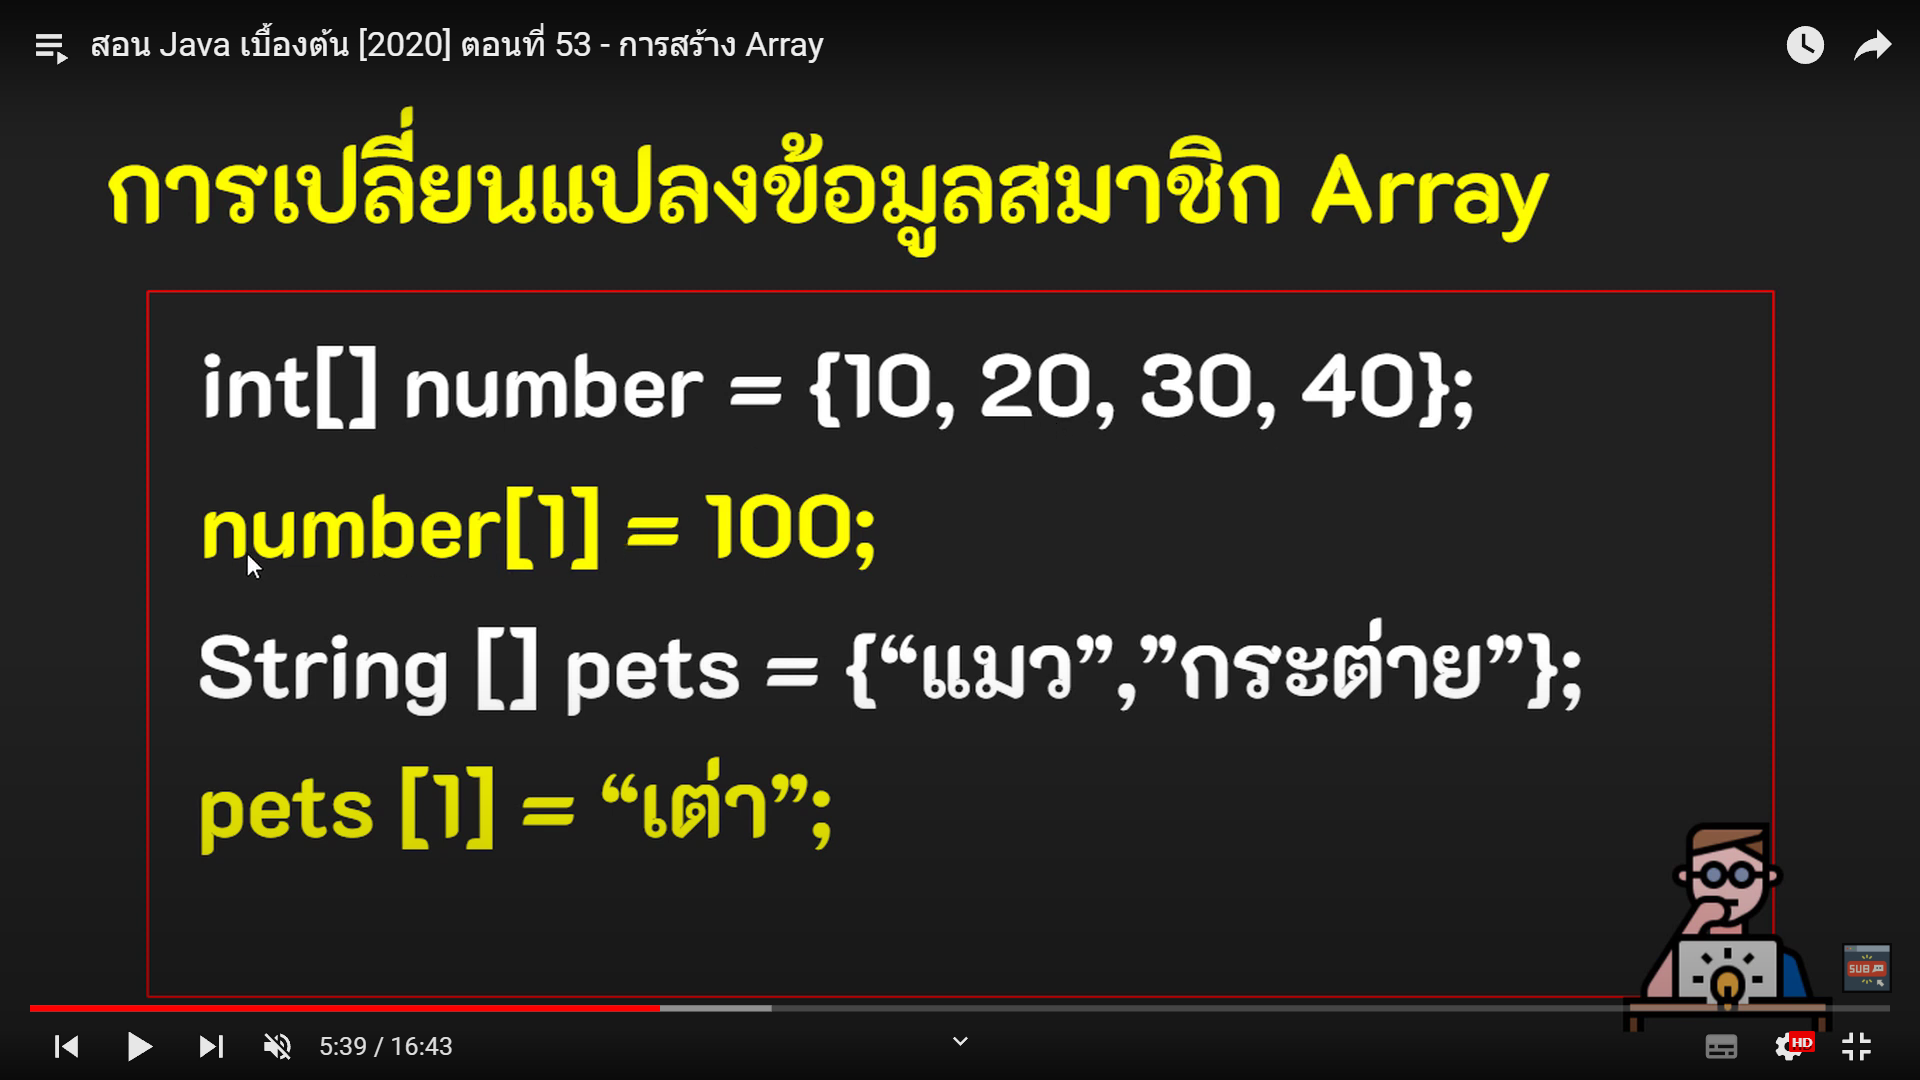 สอน Java เบื้องต้น [2020] ตอนที่ 53 - การสร้าง Array
การเปลี่ยนแปลงข้อมูลสมาชิก Array
int[] number = {10, 20, 30, 40};
number[1] = 100;
String [] pets = {“แมว”,”กระต่าย”};
pets [1] = “เต่า”;
SUB
5:39 / 16:43
HD